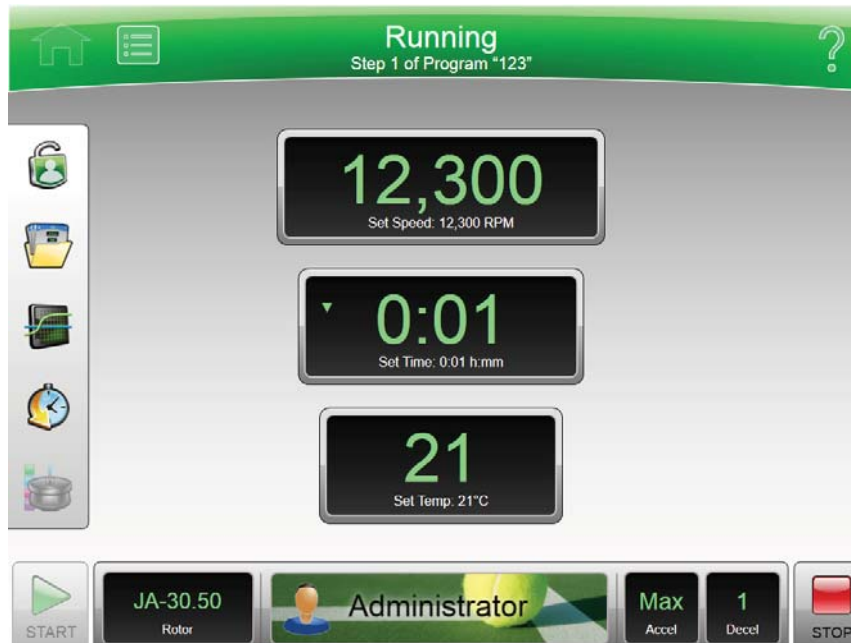 Running
Step 1 of Program “123”
?
12,300
Set Speed: 12,300 RPM
0:01
Set Time: 0:01 h:mm
21
Set Temp: 21°C
START
JA-30.50
Rotor
Administrator
Max
Accel
1
Decel
STOP